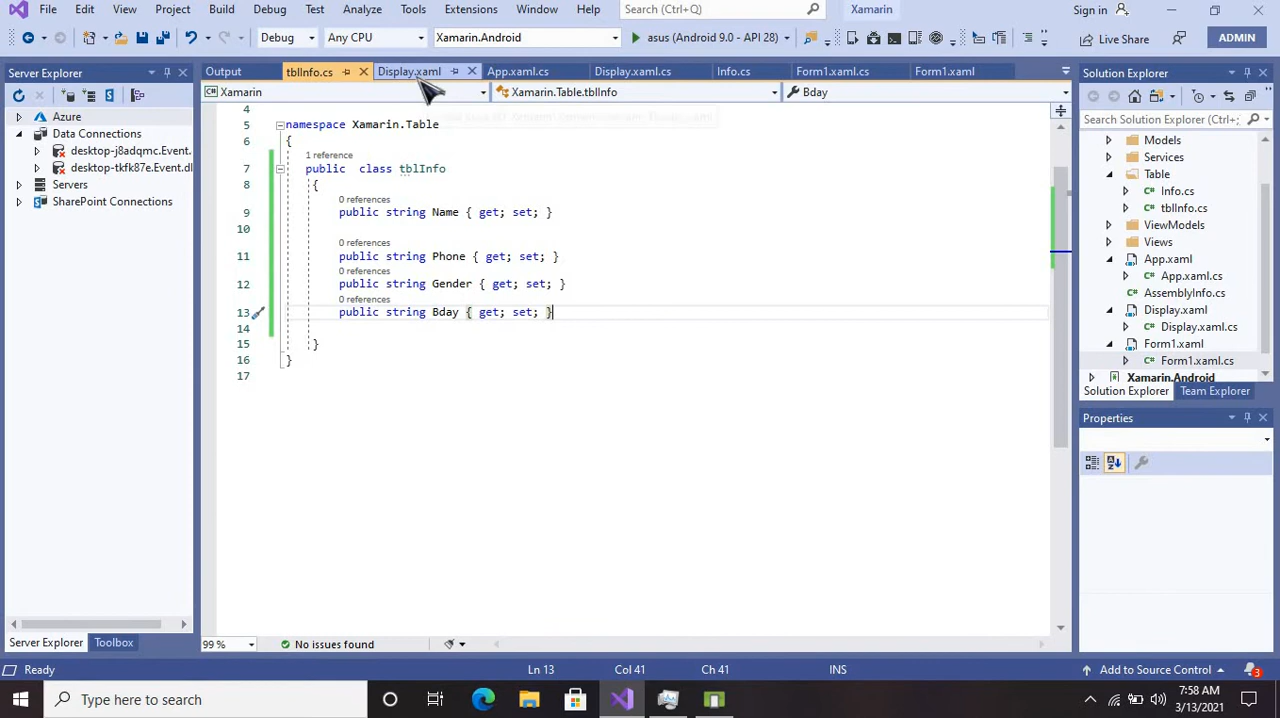 File Edit View Project Build Debug Test Analyze Tools Extensions Window Help Search (Ctrl+Q) Xamarin Sign in
Debug Any CPU Xamarin.Android asus (Android 9.0 - API 28) Live Share ADMIN
Server Explorer
Output tblInfo.cs Display.xaml App.xaml.cs Display.xaml.cs Info.cs Form1.xaml.cs Form1.xaml
Solution Explorer
Xamarin Xamarin.Table.tblInfo Bday
Search Solution Explorer (Ctrl+;)
Azure
Data Connections
desktop-j8adqmc.Event.
desktop-tkfk87e.Event.dl
Servers
SharePoint Connections
4
5 namespace Xamarin.Table
6 {
1 reference
7 public class tblInfo
8 {
0 references
9 public string Name { get; set; }
10
0 references
11 public string Phone { get; set; }
0 references
12 public string Gender { get; set; }
0 references
13 public string Bday { get; set; }
14
15 }
16 }
17
Models
Services
Table
C# Info.cs
C# tblInfo.cs
ViewModels
Views
App.xaml
C# App.xaml.cs
C# AssemblyInfo.cs
Display.xaml
C# Display.xaml.cs
Form1.xaml
C# Form1.xaml.cs
Xamarin.Android
Solution Explorer Team Explorer
Properties
Server Explorer Toolbox
99 % No issues found
Ready Ln 13 Col 41 Ch 41 INS Add to Source Control 3
Type here to search
7:58 AM
3/13/2021